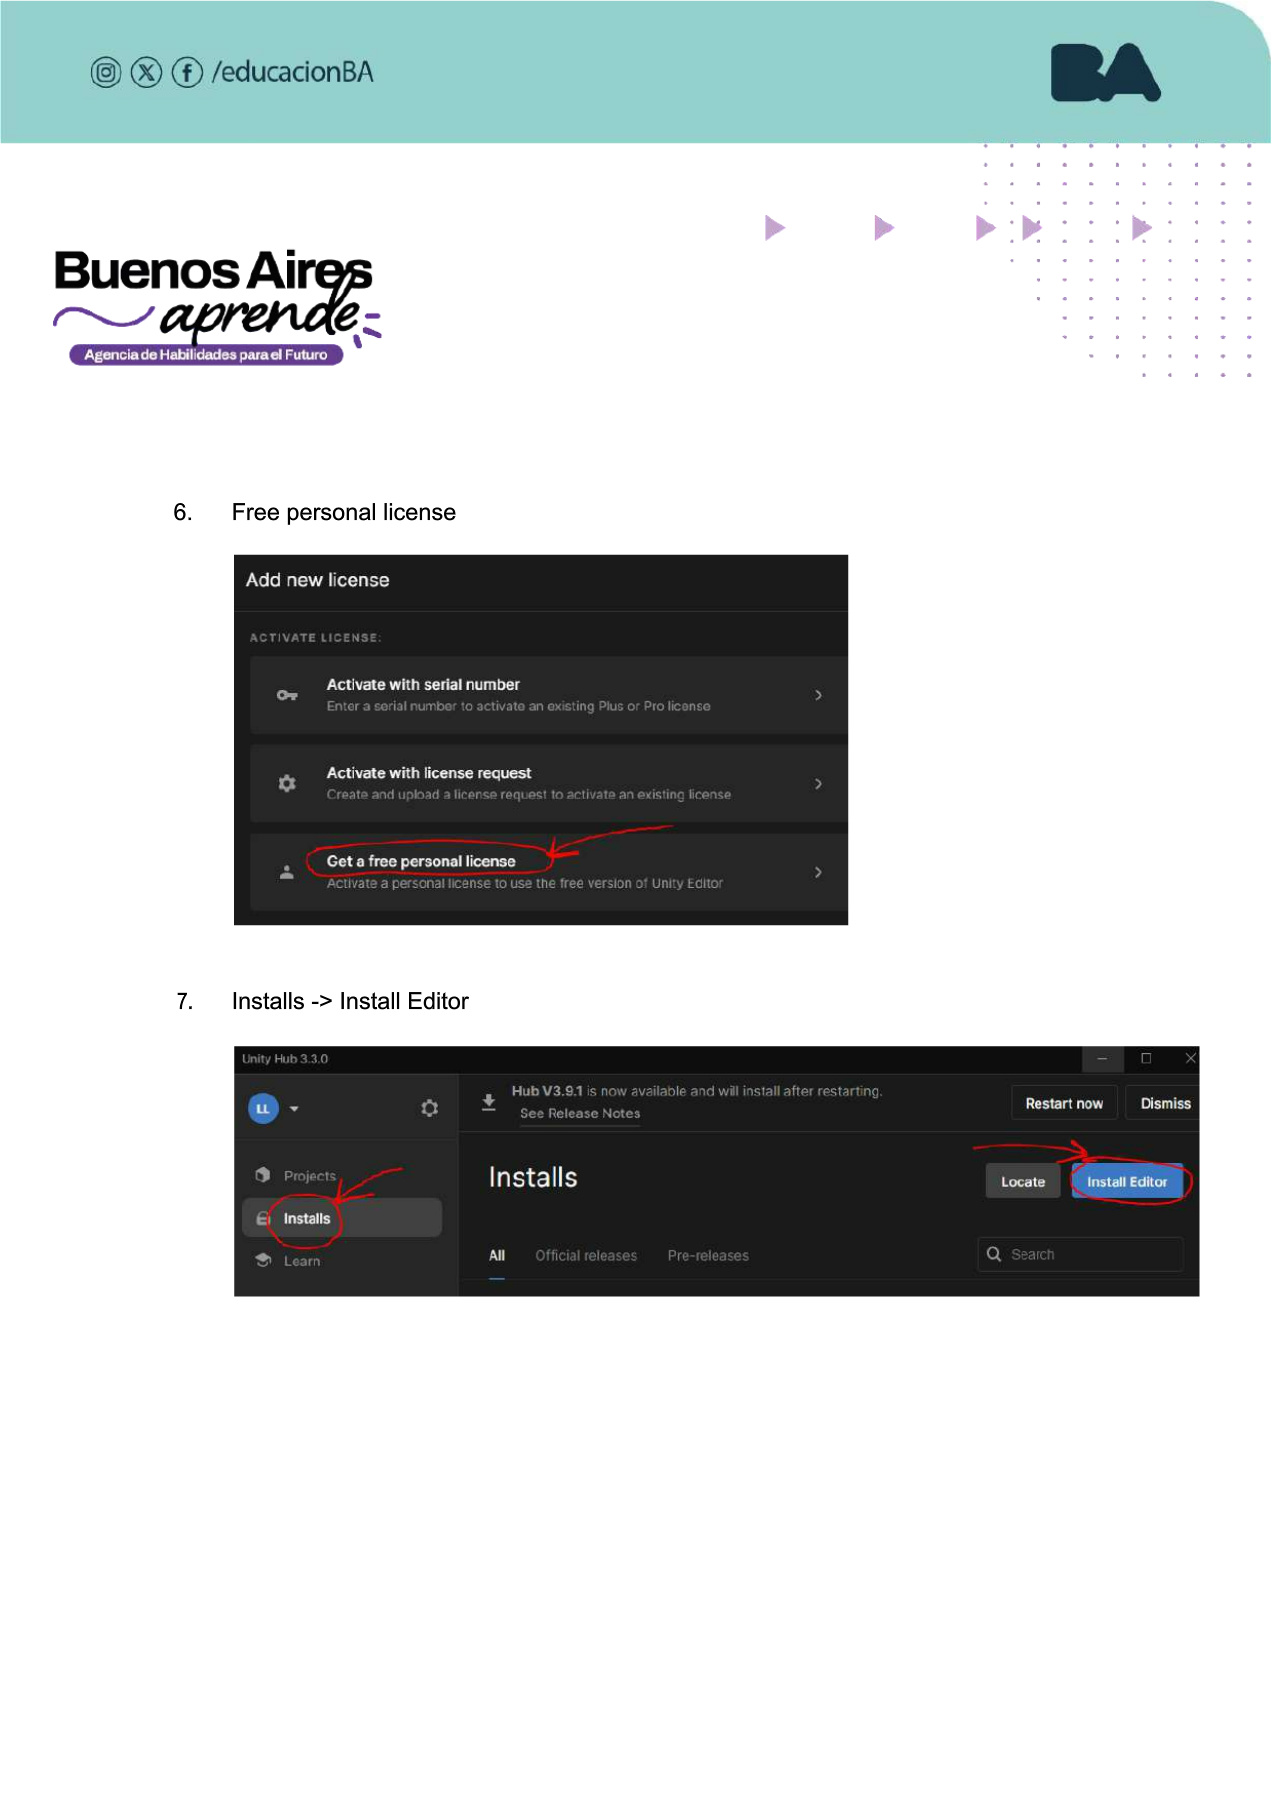 /educacionBA
BA
Buenos Aires
aprende
Agencia de Habilidades para el Futuro
6. Free personal license
Add new license
ACTIVATE LICENSE:
Activate with serial number
Enter a serial number to activate an existing Plus or Pro license
Activate with license request
Create and upload a license request to activate an existing license
Get a free personal license
Activate a personal license to use the free version of Unity Editor
7. Installs -> Install Editor
Unity Hub 3.3.0
LL
Hub V3.9.1 is now available and will install after restarting.
See Release Notes
Restart now
Dismiss
Projects
Installs
Learn
Installs
Locate
Install Editor
All
Official releases
Pre-releases
Search